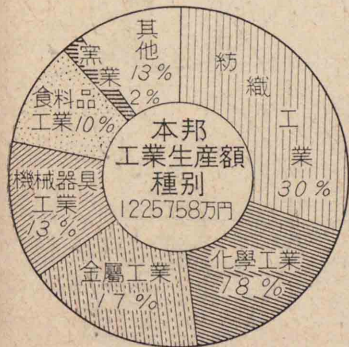 本邦
工業生産額
種別
1225758万円
紡織工業
30%
化學工業
18%
金屬工業
17%
機械器具
工業
13%
食料品
工業10%
窯業
2%
其他
13%